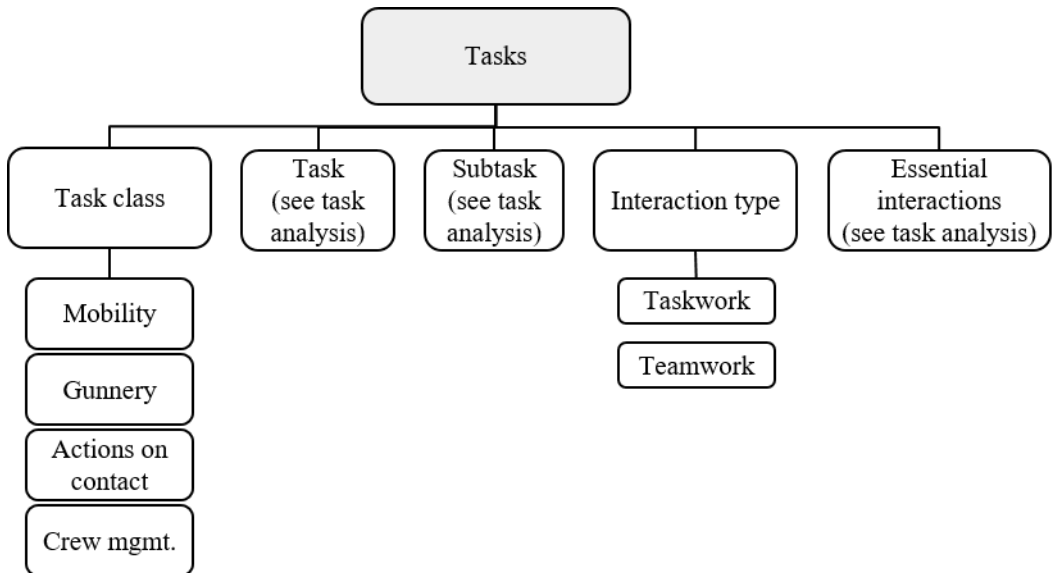 Tasks
Task class
Task
(see task
analysis)
Subtask
(see task
analysis)
Interaction type
Essential
interactions
(see task analysis)
Mobility
Gunnery
Actions on
contact
Crew mgmt.
Taskwork
Teamwork